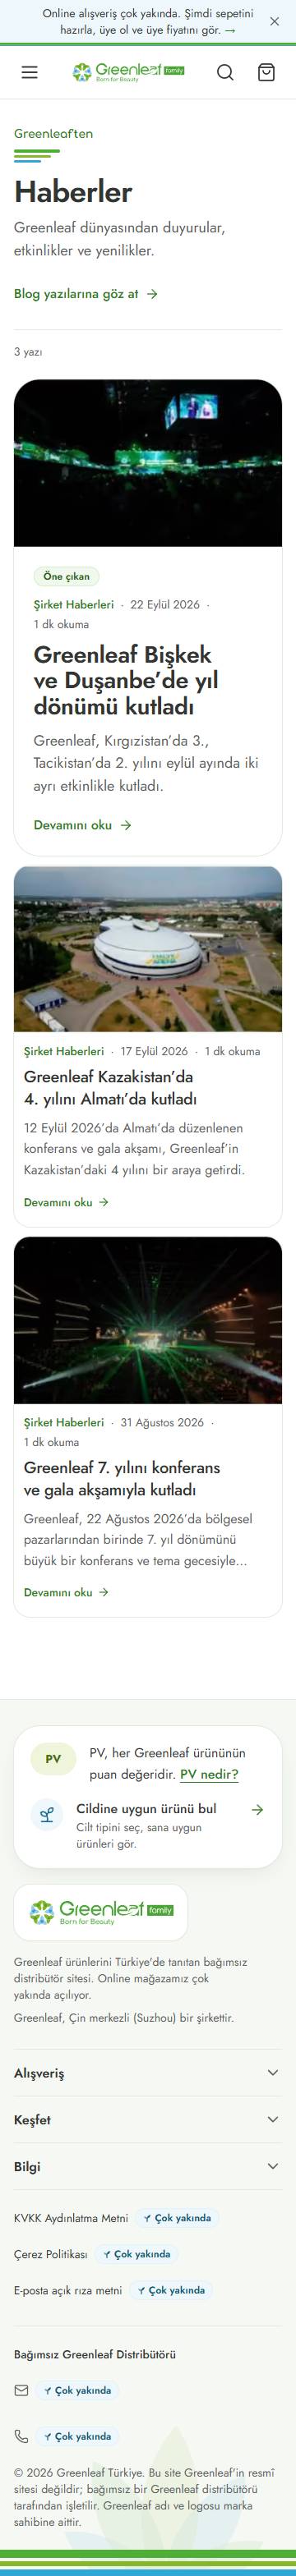 Online alışveriş çok yakında. Şimdi sepetini
hazırla, üye ol ve üye fiyatını gör. →
Greenleaf family
Born for Beauty
Greenleaf'ten
Haberler
Greenleaf dünyasından duyurular,
etkinlikler ve yenilikler.
Blog yazılarına göz at →
3 yazı
Öne çıkan
Şirket Haberleri · 22 Eylül 2026 ·
1 dk okuma
Greenleaf Bişkek
ve Duşanbe’de yıl
dönümü kutladı
Greenleaf, Kırgızistan’da 3.,
Tacikistan’da 2. yılını eylül ayında iki
ayrı etkinlikle kutladı.
Devamını oku →
Şirket Haberleri · 17 Eylül 2026 · 1 dk okuma
Greenleaf Kazakistan’da
4. yılını Almatı’da kutladı
12 Eylül 2026’da Almatı’da düzenlenen
konferans ve gala akşamı, Greenleaf’in
Kazakistan’daki 4 yılını bir araya getirdi.
Devamını oku →
Şirket Haberleri · 31 Ağustos 2026 ·
1 dk okuma
Greenleaf 7. yılını konferans
ve gala akşamıyla kutladı
Greenleaf, 22 Ağustos 2026’da bölgesel
pazarlarından birinde 7. yıl dönümünü
büyük bir konferans ve tema gecesiyle...
Devamını oku →
PV
PV, her Greenleaf ürününün
puan değeridir. PV nedir?
Cildine uygun ürünü bul →
Cilt tipini seç, sana uygun
ürünleri gör.
Greenleaf family
Born for Beauty
Greenleaf ürünlerini Türkiye'de tanıtan bağımsız
distribütör sitesi. Online mağazamız çok
yakında açılıyor.
Greenleaf, Çin merkezli (Suzhou) bir şirkettir.
Alışveriş
Keşfet
Bilgi
KVKK Aydınlatma Metni Çok yakında
Çerez Politikası Çok yakında
E-posta açık rıza metni Çok yakında
Bağımsız Greenleaf Distribütörü
Çok yakında
Çok yakında
© 2026 Greenleaf Türkiye. Bu site Greenleaf'in resmî
sitesi değildir; bağımsız bir Greenleaf distribütörü
tarafından işletilir. Greenleaf adı ve logosu marka
sahibine aittir.